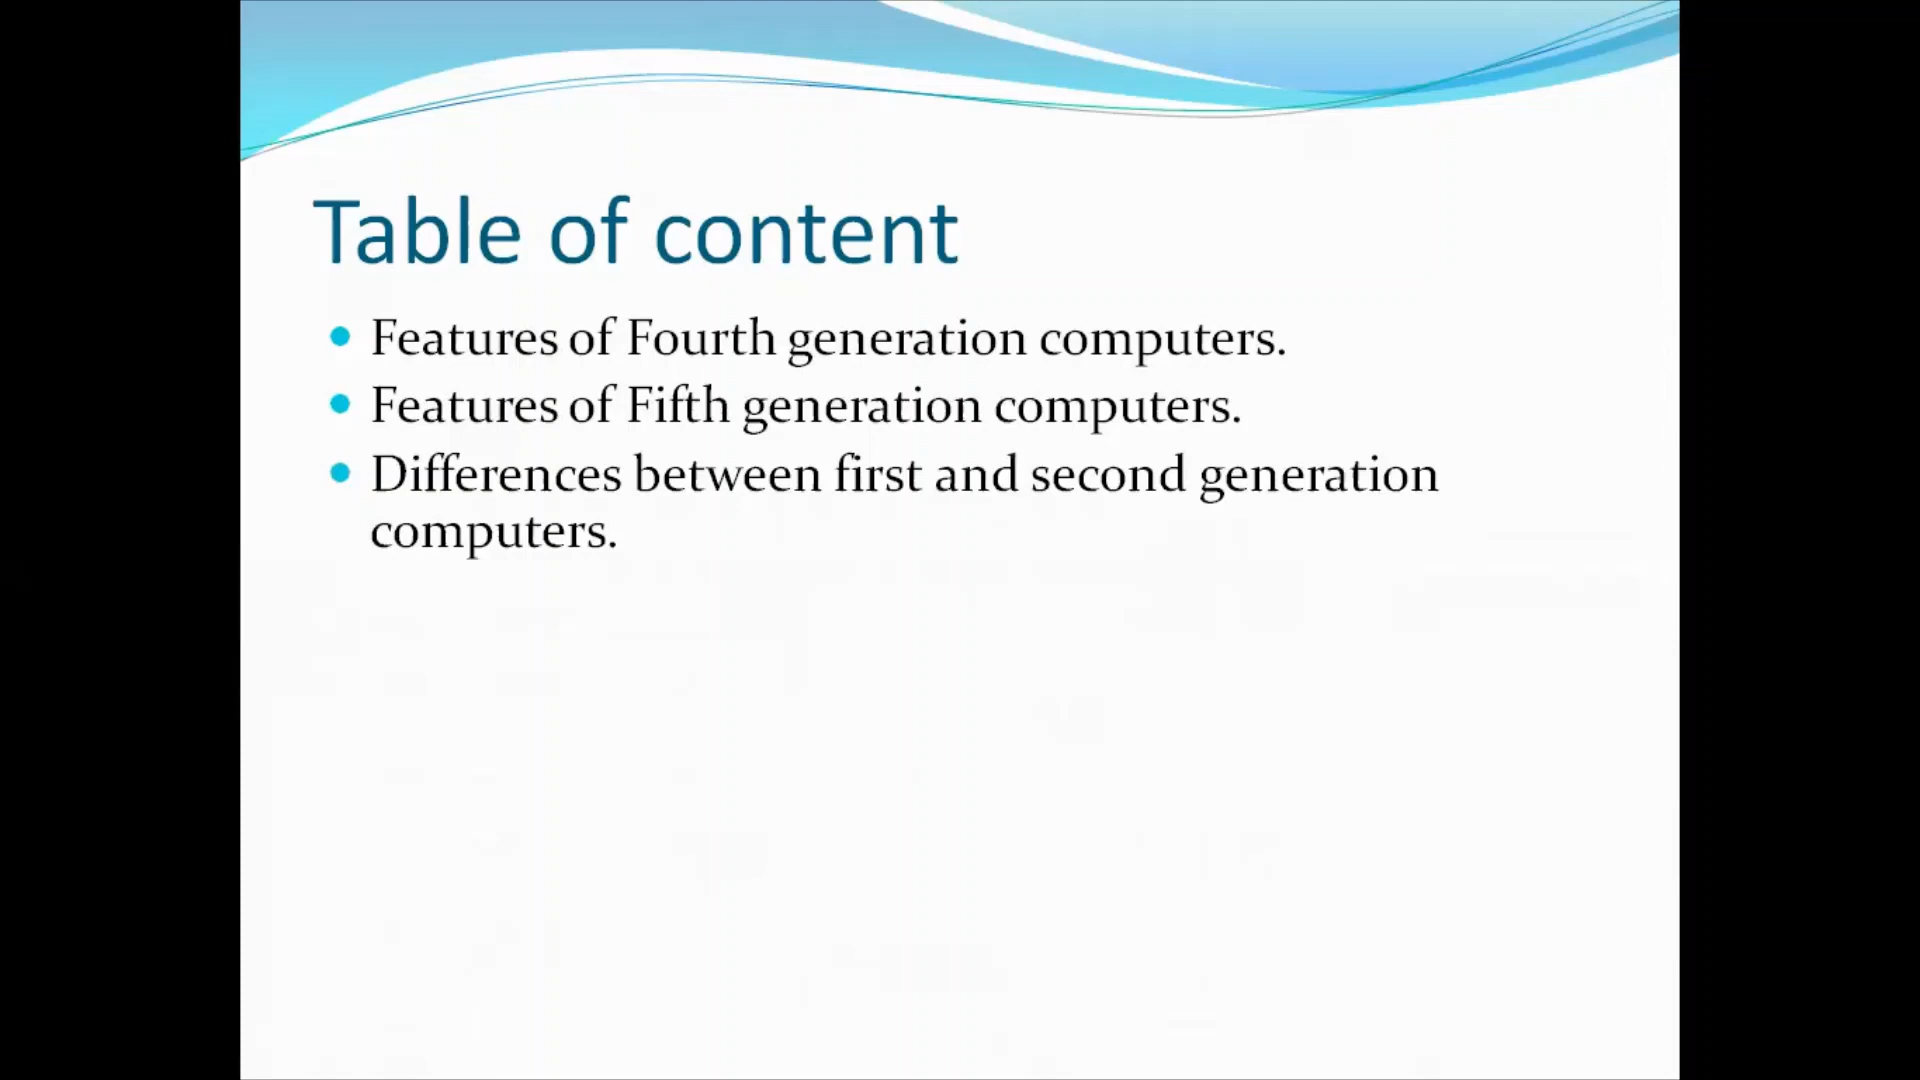 Table of content
Features of Fourth generation computers.
Features of Fifth generation computers.
Differences between first and second generation
computers.